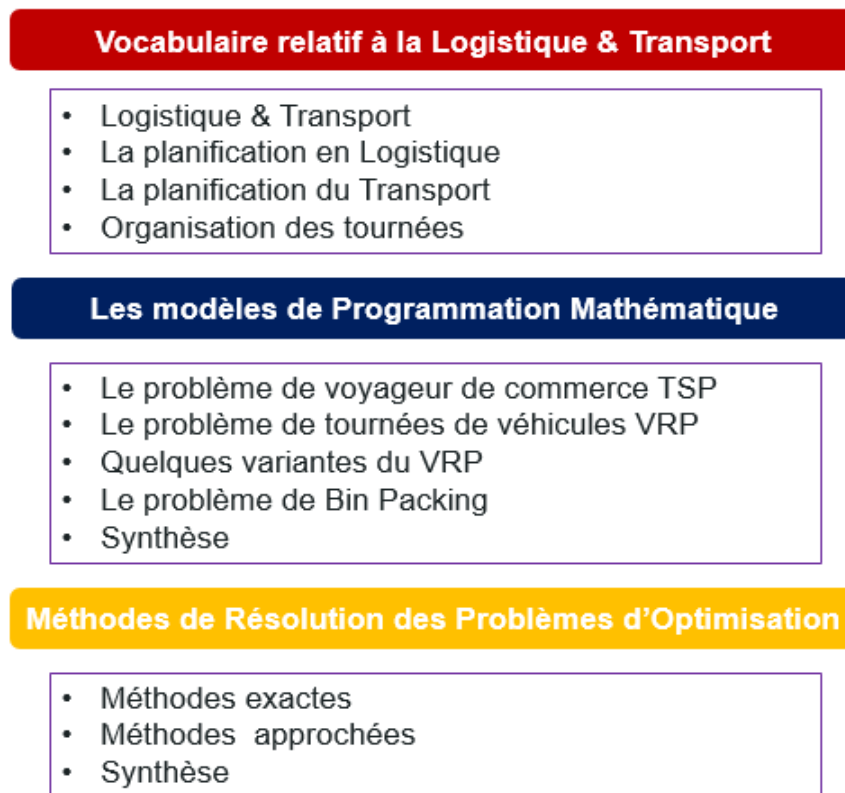 Vocabulaire relatif à la Logistique & Transport
• Logistique & Transport
• La planification en Logistique
• La planification du Transport
• Organisation des tournées
Les modèles de Programmation Mathématique
• Le problème de voyageur de commerce TSP
• Le problème de tournées de véhicules VRP
• Quelques variantes du VRP
• Le problème de Bin Packing
• Synthèse
Méthodes de Résolution des Problèmes d’Optimisation
• Méthodes exactes
• Méthodes approchées
• Synthèse